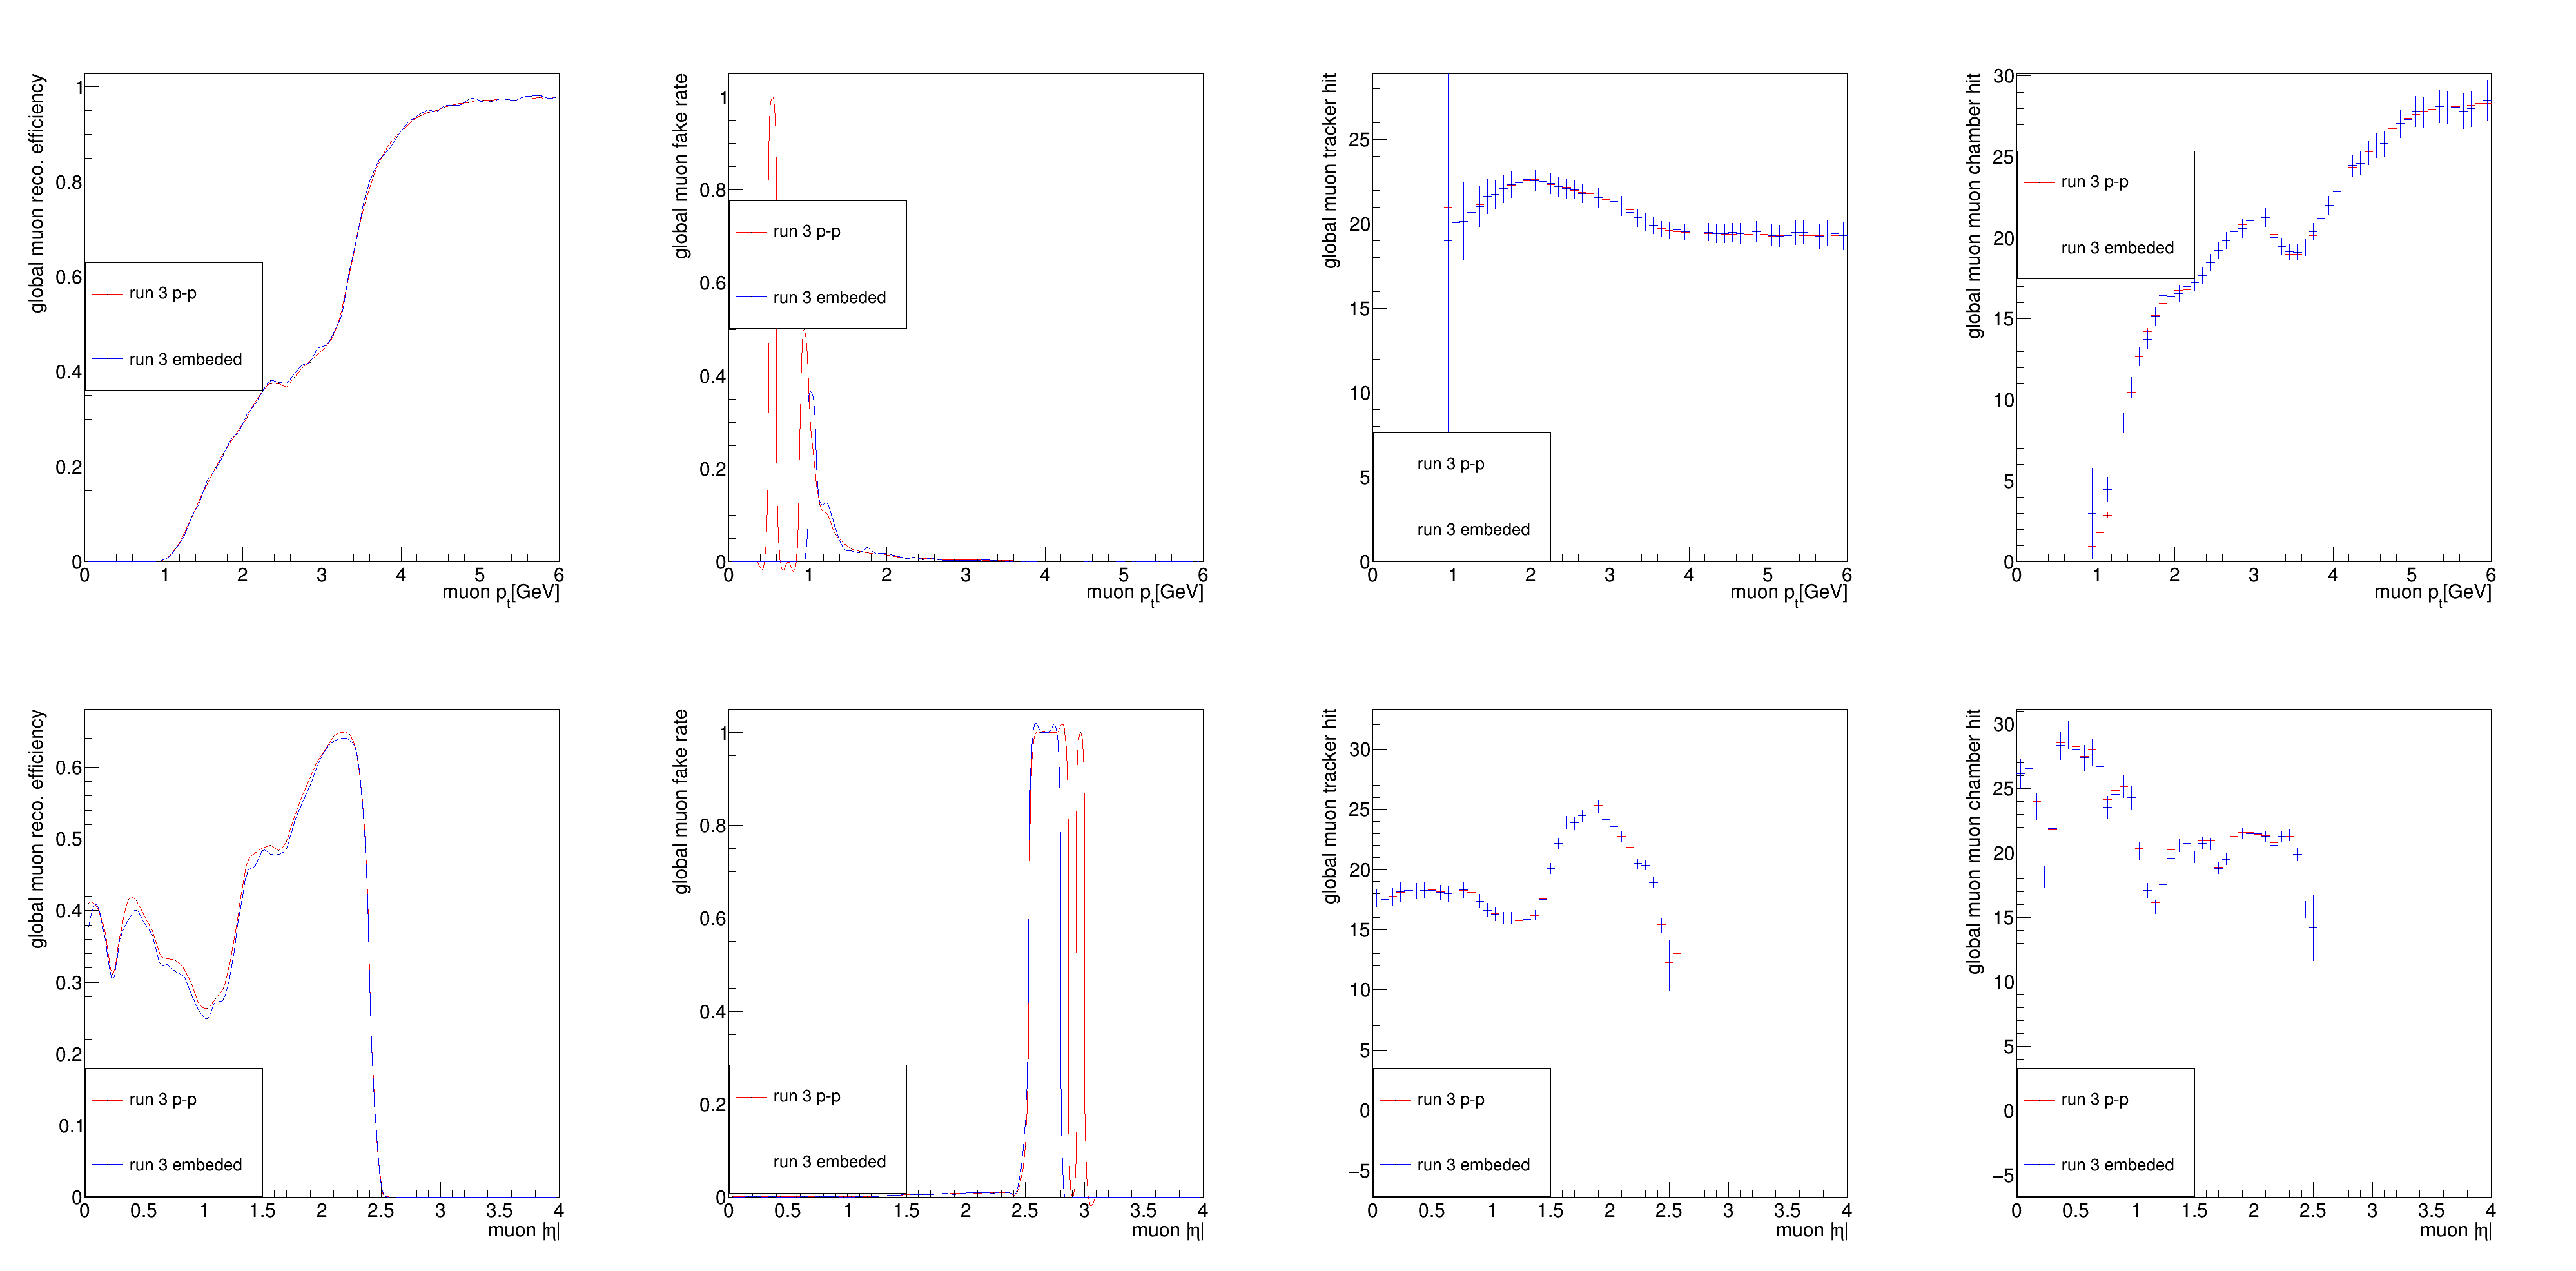 global muon reco. efficiency
1
0.8
0.6
0.4
0.2
0
run 3 p-p
run 3 embeded
0 1 2 3 4 5 6
muon pt[GeV]
global muon fake rate
1
0.8
0.6
0.4
0.2
0
run 3 p-p
run 3 embeded
0 1 2 3 4 5 6
muon pt[GeV]
global muon tracker hit
25
20
15
10
5
0
run 3 p-p
run 3 embeded
0 1 2 3 4 5 6
muon pt[GeV]
global muon muon chamber hit
30
25
20
15
10
5
0
run 3 p-p
run 3 embeded
0 1 2 3 4 5 6
muon pt[GeV]
global muon reco. efficiency
0.6
0.5
0.4
0.3
0.2
0.1
0
run 3 p-p
run 3 embeded
0 0.5 1 1.5 2 2.5 3 3.5 4
muon |η|
global muon fake rate
1
0.8
0.6
0.4
0.2
0
run 3 p-p
run 3 embeded
0 0.5 1 1.5 2 2.5 3 3.5 4
muon |η|
global muon tracker hit
30
25
20
15
10
5
0
−5
run 3 p-p
run 3 embeded
0 0.5 1 1.5 2 2.5 3 3.5 4
muon |η|
global muon muon chamber hit
30
25
20
15
10
5
0
−5
run 3 p-p
run 3 embeded
0 0.5 1 1.5 2 2.5 3 3.5 4
muon |η|